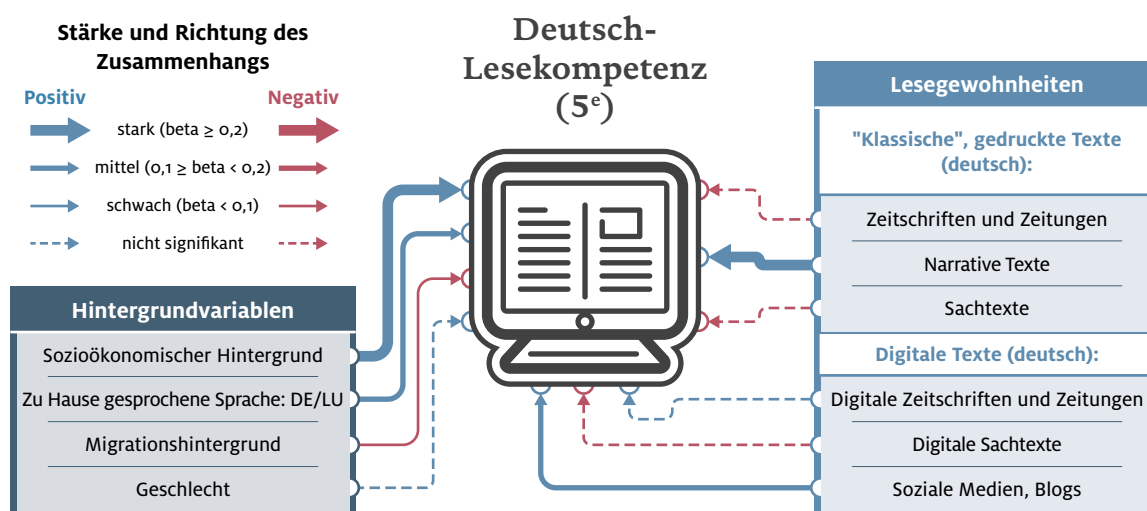 Stärke und Richtung des
Zusammenhangs
Positiv
Negativ
stark (beta ≥ 0,2)
mittel (0,1 ≥ beta < 0,2)
schwach (beta < 0,1)
nicht signifikant
Deutsch-
Lesekompetenz
(5ᵉ)
Hintergrundvariablen
Sozioökonomischer Hintergrund
Zu Hause gesprochene Sprache: DE/LU
Migrationshintergrund
Geschlecht
Lesegewohnheiten
"Klassische", gedruckte Texte
(deutsch):
Zeitschriften und Zeitungen
Narrative Texte
Sachtexte
Digitale Texte (deutsch):
Digitale Zeitschriften und Zeitungen
Digitale Sachtexte
Soziale Medien, Blogs